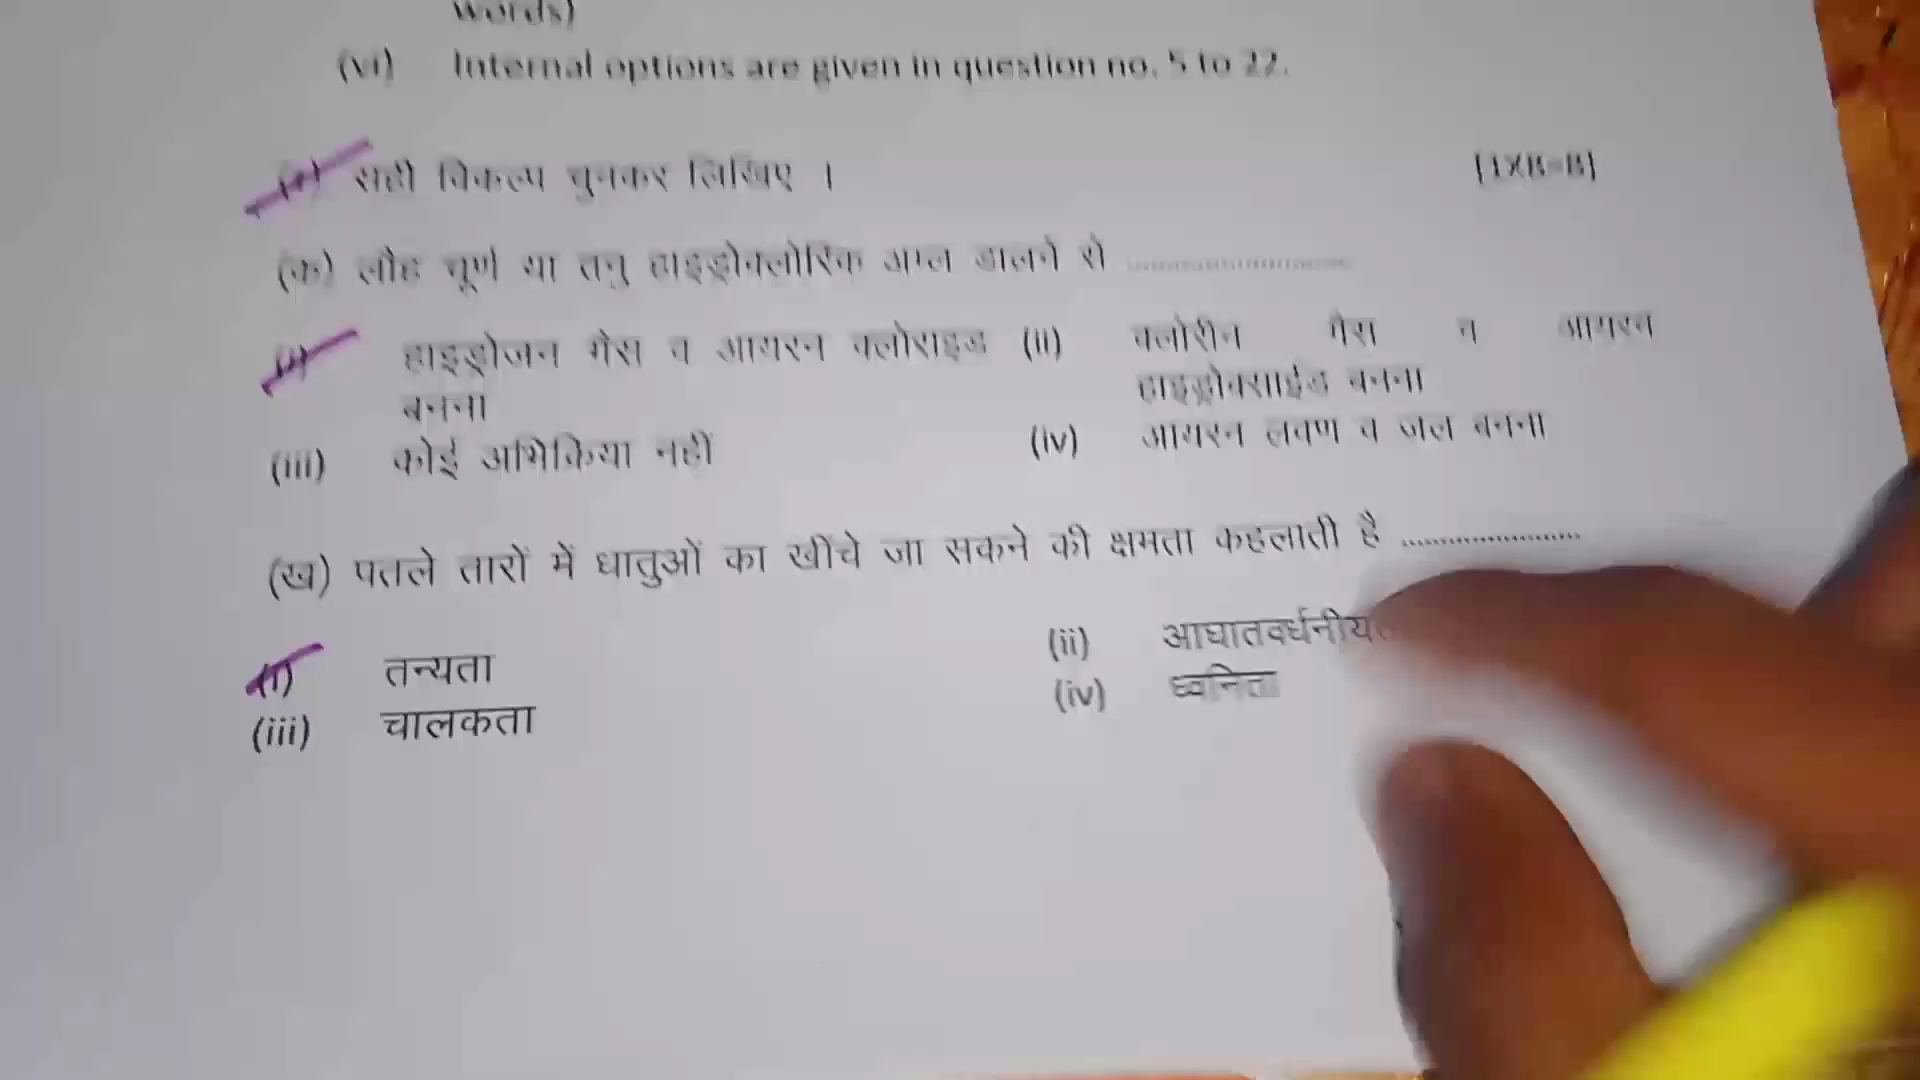 words)
(vi) Internal options are given in question no. 5 to 22.
सही विकल्प चुनकर लिखिए ।
(क) लौह चूर्ण या तनु हाइड्रोक्लोरिक अम्ल डालने से ....................
(i) हाइड्रोजन गैस व आयरन क्लोराइड (ii) क्लोरीन गैस व आयरन
बनना हाइड्रोक्साईड बनना
(iii) कोई अभिक्रिया नहीं (iv) आयरन लवण व जल बनना
(ख) पतले तारों में धातुओं का खींचे जा सकने की क्षमता कहलाती है ....................
(i) तन्यता (ii) आघातवर्धनीय
(iii) चालकता (iv) ध्वनिता